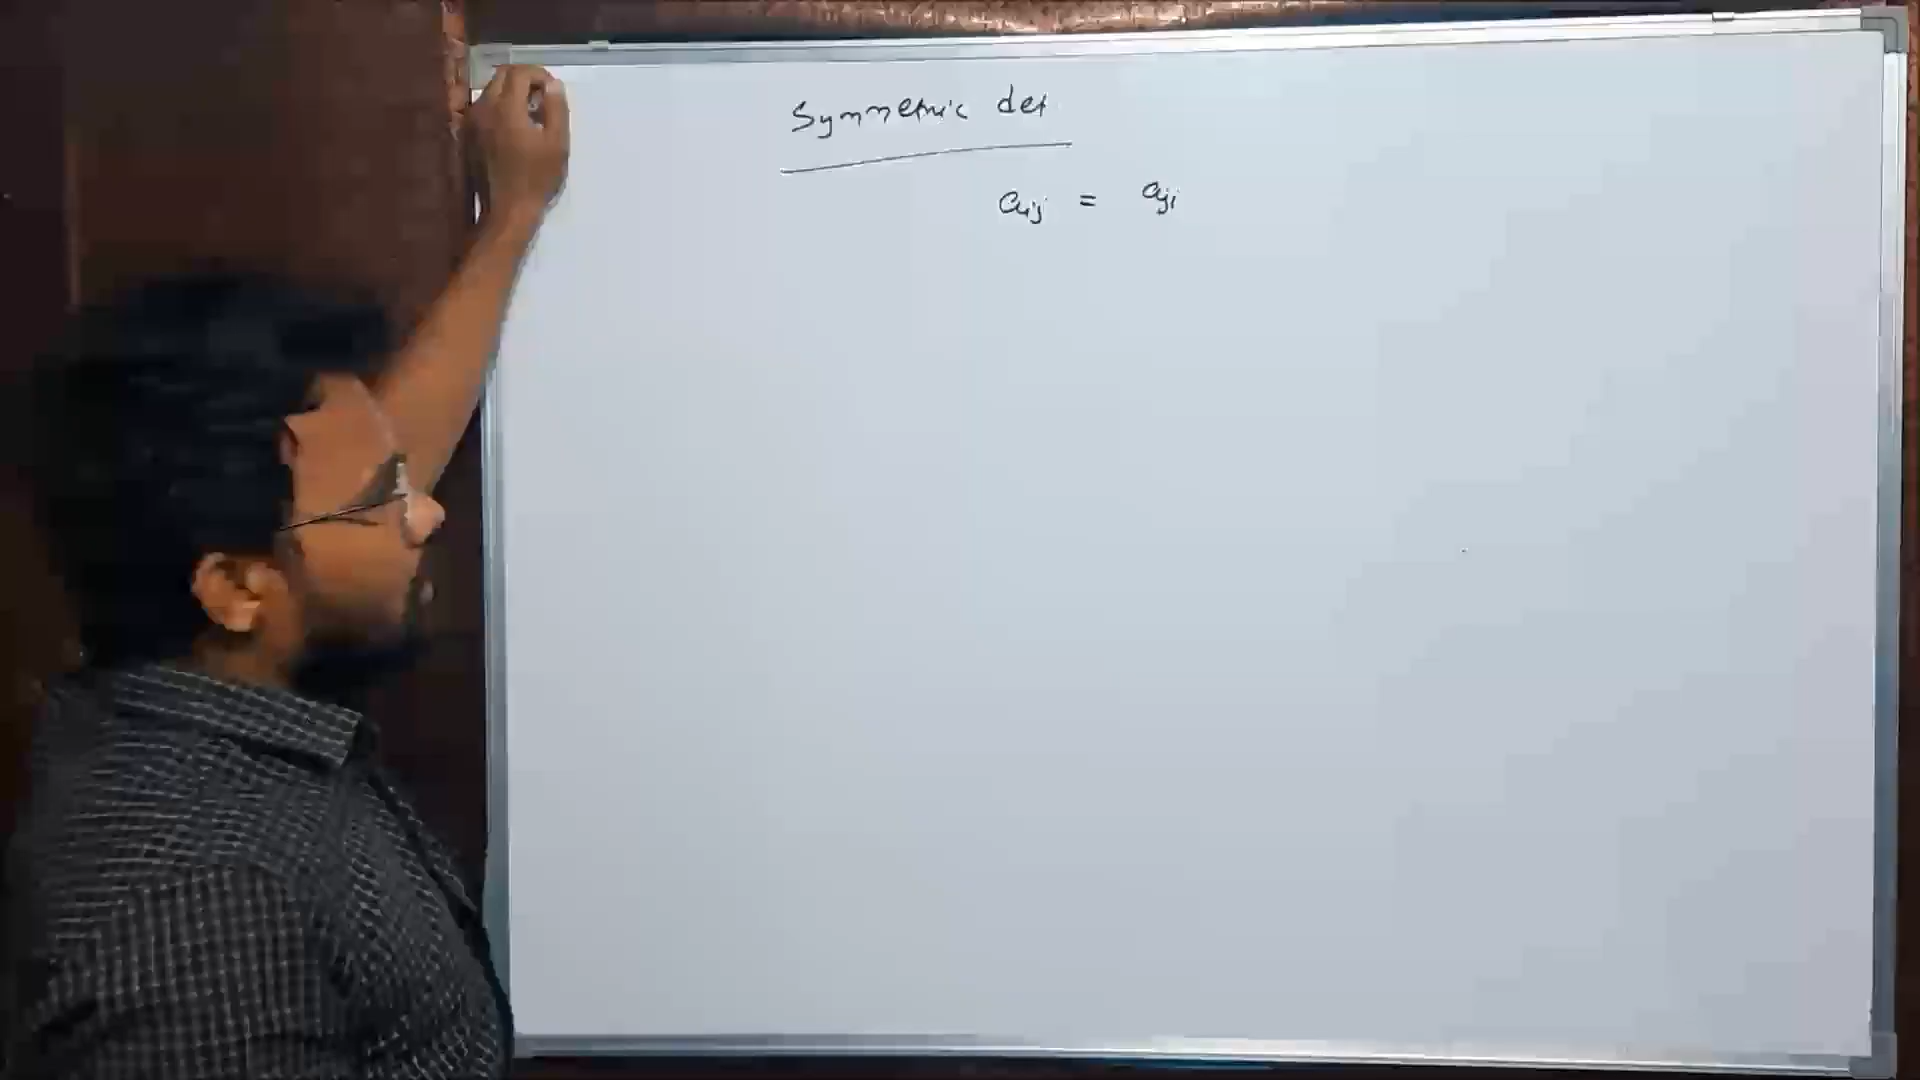 Symmetric det
aij = aji